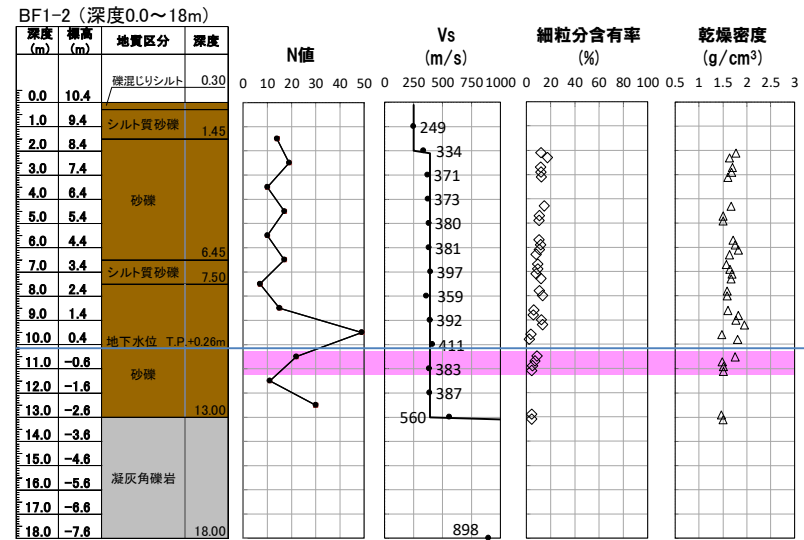 BF1-2（深度0.0～18m）
深度 標高 地質区分 深度
(m) (m)
N値
Vs
(m/s)
細粒分含有率
(%)
乾燥密度
(g/cm³)
礫混じりシルト 0.30
0 10 20 30 40 50
0 250 500 750 1000
0 20 40 60 80 100
0.5 1 1.5 2 2.5 3
0.0 10.4
1.0 9.4 シルト質砂礫 1.45 249
2.0 8.4 334
3.0 7.4 371
4.0 6.4 砂礫 373
5.0 5.4 380
6.0 4.4 6.45 381
7.0 3.4 シルト質砂礫 7.50 397
8.0 2.4 359
9.0 1.4 392
10.0 0.4 地下水位 T.P.+0.26m 411
11.0 −0.6 砂礫 383
12.0 −1.6 387
13.0 −2.6 13.00 560
14.0 −3.6
15.0 −4.6
16.0 −5.6 凝灰角礫岩
17.0 −6.6
18.0 −7.6 18.00 898